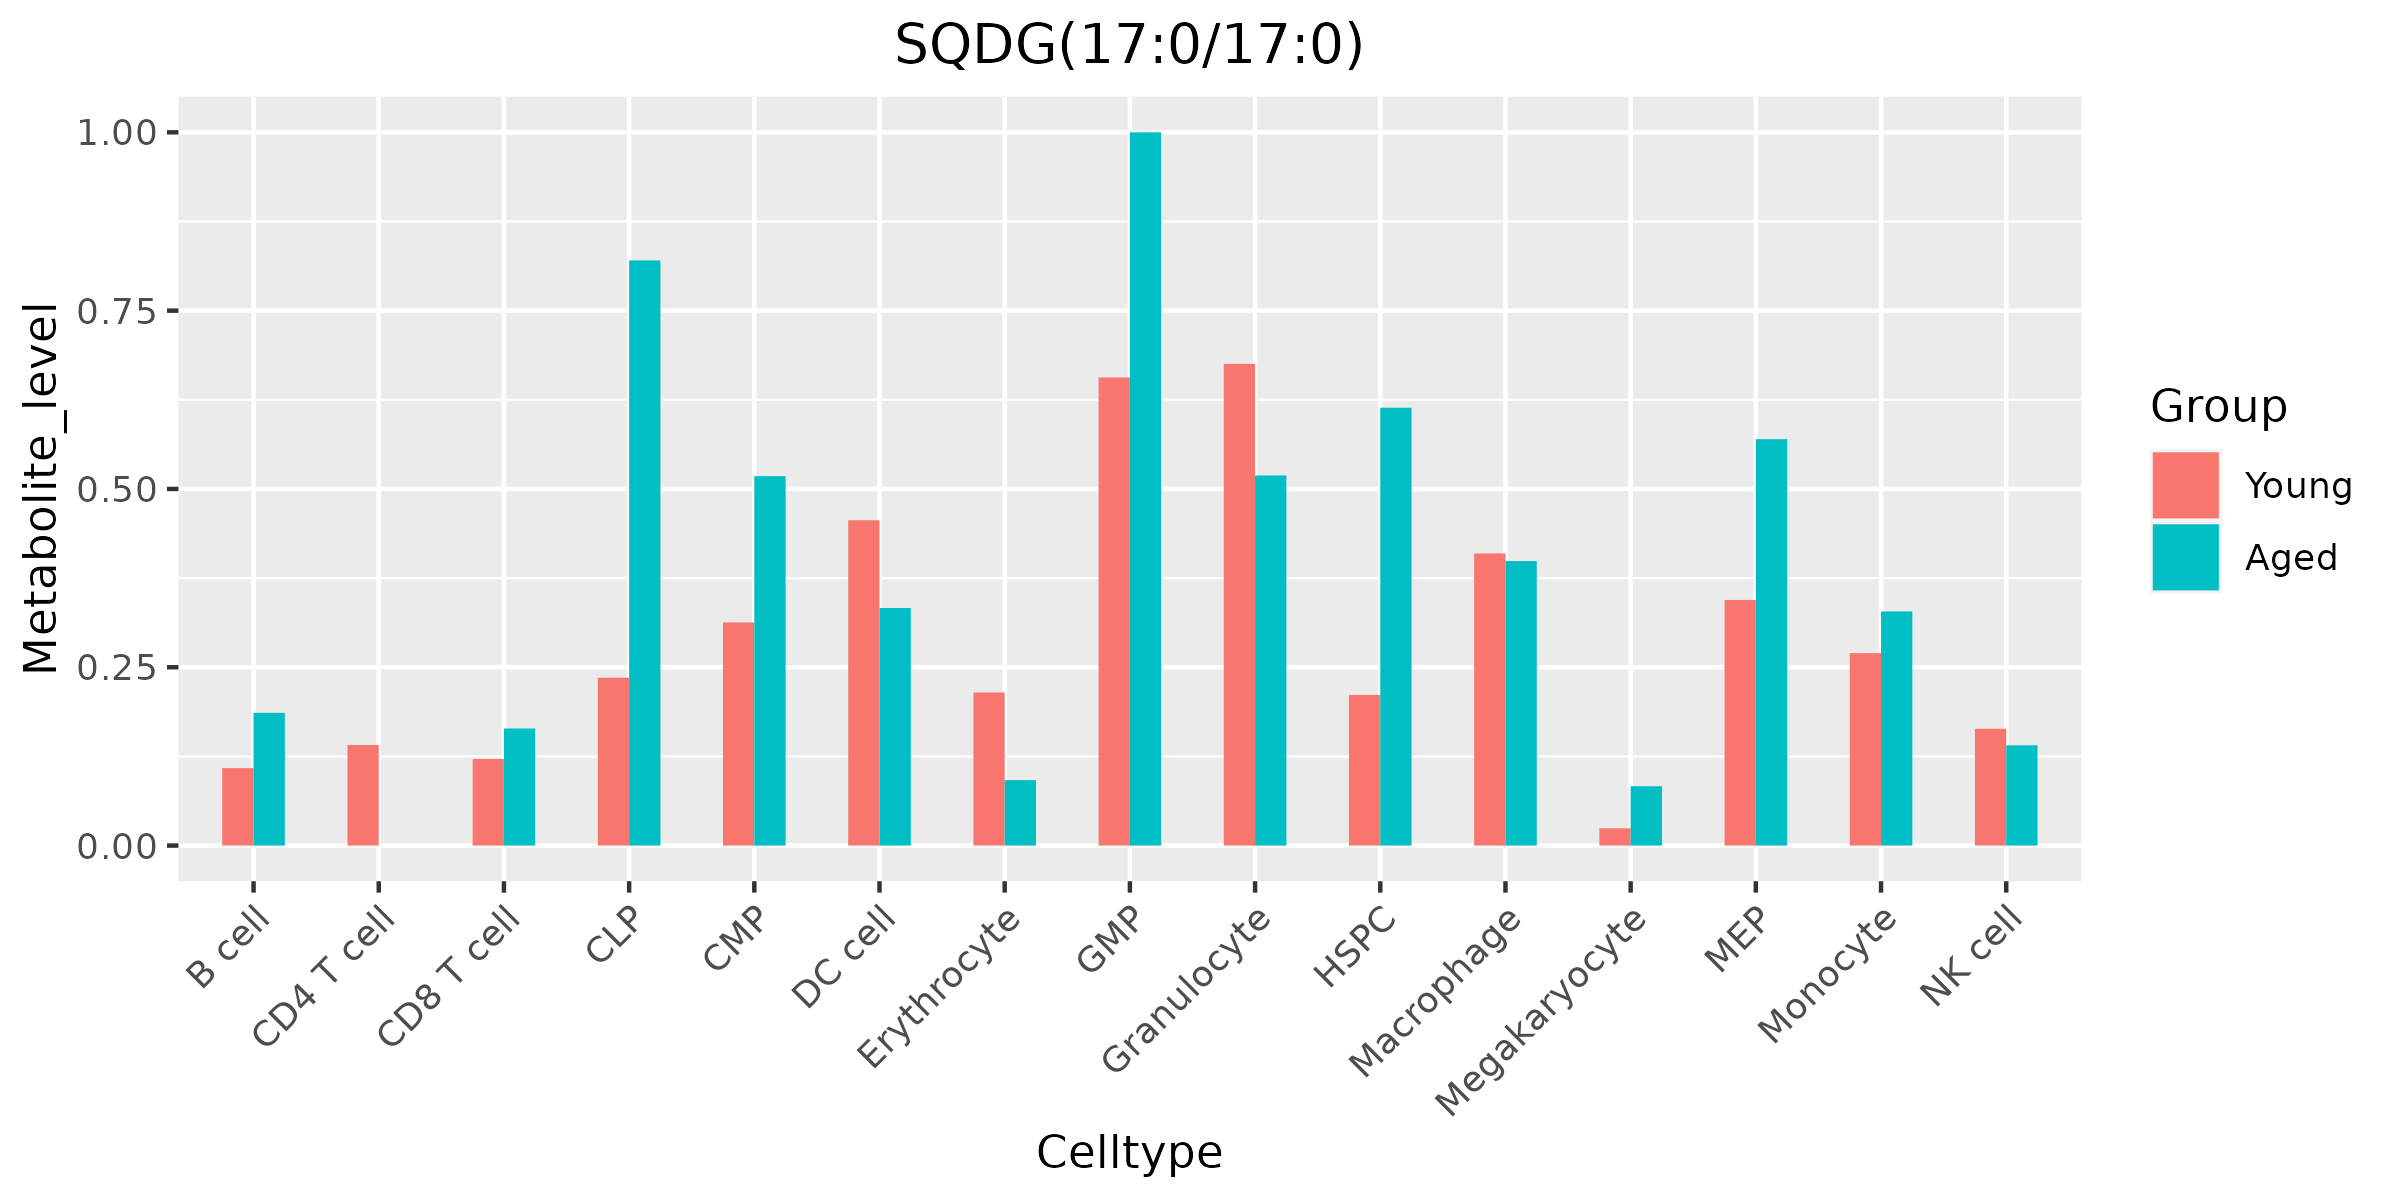 SQDG(17:0/17:0)
Metabolite_level
1.00
0.75
0.50
0.25
0.00
B cell
CD4 T cell
CD8 T cell
CLP
CMP
DC cell
Erythrocyte
GMP
Granulocyte
HSPC
Macrophage
Megakaryocyte
MEP
Monocyte
NK cell
Celltype
Group
Young
Aged